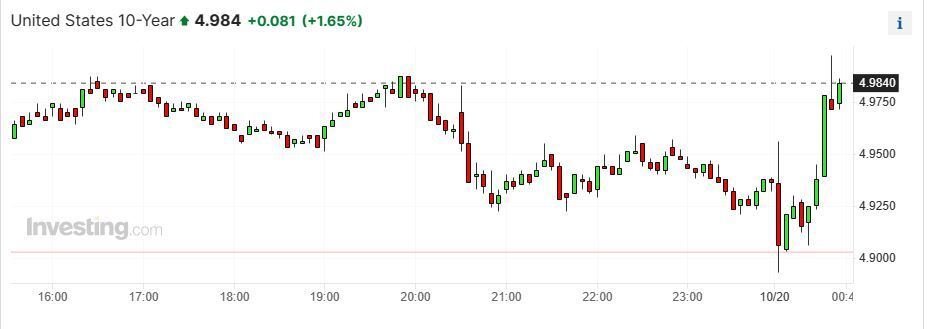 United States 10-Year 4.984 +0.081 (+1.65%)
i
4.9840
4.9750
4.9500
4.9250
Investing.com
4.9000
16:00 17:00 18:00 19:00 20:00 21:00 22:00 23:00 10/20 00:4